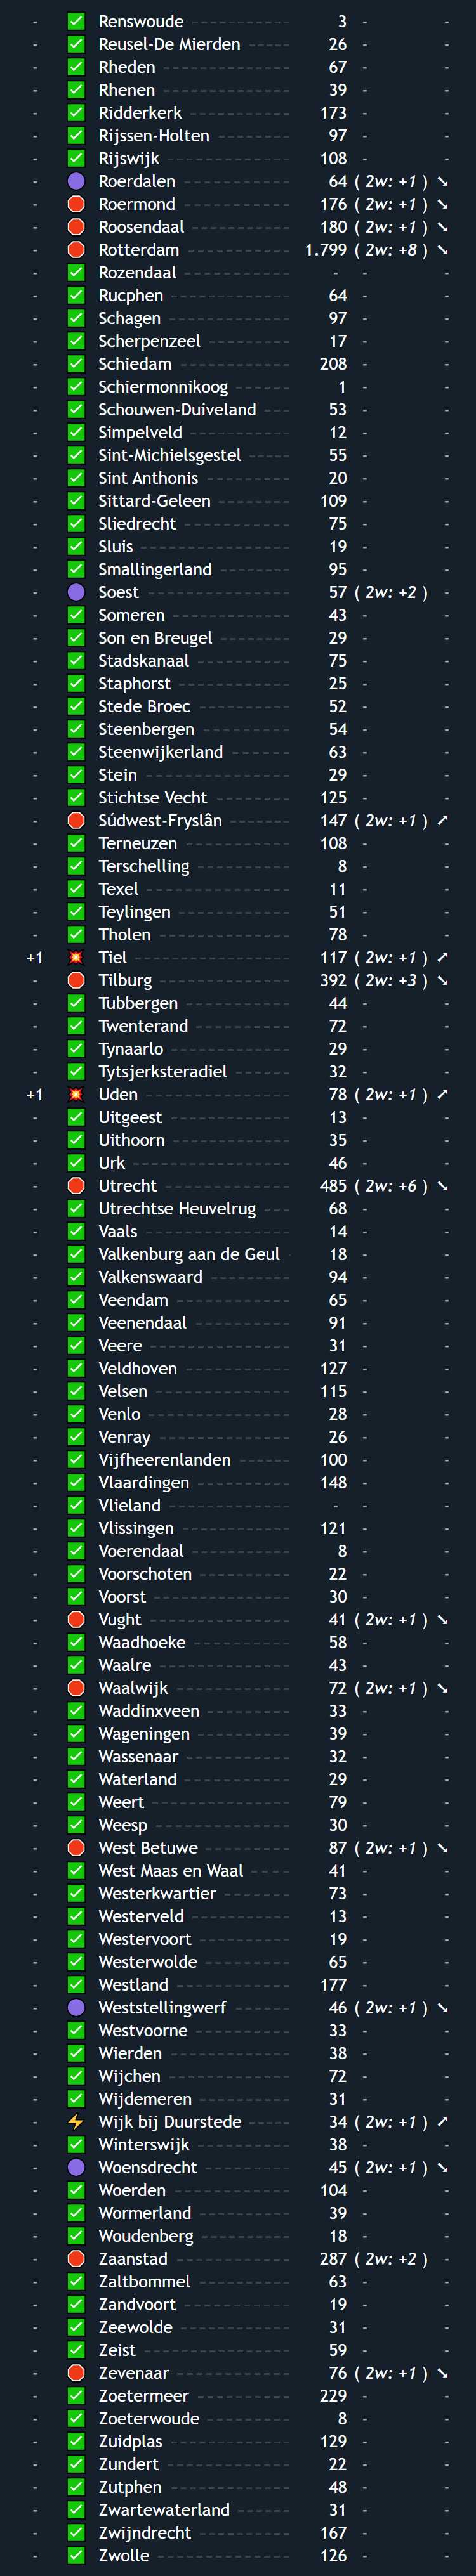 - ✅ Renswoude ------------ 3 - -
- ✅ Reusel-De Mierden ----- 26 - -
- ✅ Rheden --------------- 67 - -
- ✅ Rhenen -------------- 39 - -
- ✅ Ridderkerk ------------ 173 - -
- ✅ Rijssen-Holten --------- 97 - -
- ✅ Rijswijk -------------- 108 - -
- 🟣 Roerdalen ------------ 64 ( 2w: +1 ) ➘
- 🛑 Roermond ------------ 176 ( 2w: +1 ) ➘
- 🛑 Roosendaal ----------- 180 ( 2w: +1 ) ➘
- 🛑 Rotterdam ------------ 1.799 ( 2w: +8 ) ➘
- ✅ Rozendaal ------------ - - -
- ✅ Rucphen ------------- 64 - -
- ✅ Schagen -------------- 97 - -
- ✅ Scherpenzeel ---------- 17 - -
- ✅ Schiedam ------------- 208 - -
- ✅ Schiermonnikoog ------ 1 - -
- ✅ Schouwen-Duiveland --- 53 - -
- ✅ Simpelveld ------------ 12 - -
- ✅ Sint-Michielsgestel ----- 55 - -
- ✅ Sint Anthonis ---------- 20 - -
- ✅ Sittard-Geleen --------- 109 - -
- ✅ Sliedrecht ------------ 75 - -
- ✅ Sluis ----------------- 19 - -
- ✅ Smallingerland -------- 95 - -
- 🟣 Soest ---------------- 57 ( 2w: +2 ) -
- ✅ Someren ------------- 43 - -
- ✅ Son en Breugel -------- 29 - -
- ✅ Stadskanaal ----------- 75 - -
- ✅ Staphorst ------------- 25 - -
- ✅ Stede Broec ---------- 52 - -
- ✅ Steenbergen ---------- 54 - -
- ✅ Steenwijkerland ------- 63 - -
- ✅ Stein ---------------- 29 - -
- ✅ Stichtse Vecht --------- 125 - -
- 🛑 Súdwest-Fryslân ------- 147 ( 2w: +1 ) ➚
- ✅ Terneuzen ------------ 108 - -
- ✅ Terschelling ----------- 8 - -
- ✅ Texel ---------------- 11 - -
- ✅ Teylingen ------------- 51 - -
- ✅ Tholen --------------- 78 - -
+1 💥 Tiel ------------------ 117 ( 2w: +1 ) ➚
- 🛑 Tilburg --------------- 392 ( 2w: +3 ) ➘
- ✅ Tubbergen ------------ 44 - -
- ✅ Twenterand ----------- 72 - -
- ✅ Tynaarlo -------------- 29 - -
- ✅ Tytsjerksteradiel ------- 32 - -
+1 💥 Uden ---------------- 78 ( 2w: +1 ) ➚
- ✅ Uitgeest -------------- 13 - -
- ✅ Uithoorn ------------- 35 - -
- ✅ Urk ------------------ 46 - -
- 🛑 Utrecht --------------- 485 ( 2w: +6 ) ➘
- ✅ Utrechtse Heuvelrug --- 68 - -
- ✅ Vaals ---------------- 14 - -
- ✅ Valkenburg aan de Geul - 18 - -
- ✅ Valkenswaard --------- 94 - -
- ✅ Veendam ------------- 65 - -
- ✅ Veenendaal ----------- 91 - -
- ✅ Veere ---------------- 31 - -
- ✅ Veldhoven ------------ 127 - -
- ✅ Velsen --------------- 115 - -
- ✅ Venlo ---------------- 28 - -
- ✅ Venray --------------- 26 - -
- ✅ Vijfheerenlanden ------ 100 - -
- ✅ Vlaardingen ----------- 148 - -
- ✅ Vlieland -------------- - - -
- ✅ Vlissingen ------------ 121 - -
- ✅ Voerendaal ----------- 8 - -
- ✅ Voorschoten ---------- 22 - -
- ✅ Voorst --------------- 30 - -
- 🛑 Vught ---------------- 41 ( 2w: +1 ) ➘
- ✅ Waadhoeke ----------- 58 - -
- ✅ Waalre --------------- 43 - -
- 🛑 Waalwijk ------------- 72 ( 2w: +1 ) ➘
- ✅ Waddinxveen --------- 33 - -
- ✅ Wageningen ---------- 39 - -
- ✅ Wassenaar ------------ 32 - -
- ✅ Waterland ------------ 29 - -
- ✅ Weert ---------------- 79 - -
- ✅ Weesp --------------- 30 - -
- 🛑 West Betuwe ---------- 87 ( 2w: +1 ) ➘
- ✅ West Maas en Waal ---- 41 - -
- ✅ Westerkwartier -------- 73 - -
- ✅ Westerveld ------------ 13 - -
- ✅ Westervoort ----------- 19 - -
- ✅ Westerwolde ---------- 65 - -
- ✅ Westland ------------- 177 - -
- 🟣 Weststellingwerf ------- 46 ( 2w: +1 ) ➘
- ✅ Westvoorne ----------- 33 - -
- ✅ Wierden -------------- 38 - -
- ✅ Wijchen -------------- 72 - -
- ✅ Wijdemeren ---------- 31 - -
- ⚡ Wijk bij Duurstede ----- 34 ( 2w: +1 ) ➚
- ✅ Winterswijk ----------- 38 - -
- 🟣 Woensdrecht ---------- 45 ( 2w: +1 ) ➘
- ✅ Woerden ------------- 104 - -
- ✅ Wormerland ----------- 39 - -
- ✅ Woudenberg ---------- 18 - -
- 🛑 Zaanstad ------------- 287 ( 2w: +2 ) -
- ✅ Zaltbommel ----------- 63 - -
- ✅ Zandvoort ------------ 19 - -
- ✅ Zeewolde ------------ 31 - -
- ✅ Zeist ----------------- 59 - -
- 🛑 Zevenaar ------------- 76 ( 2w: +1 ) ➘
- ✅ Zoetermeer ----------- 229 - -
- ✅ Zoeterwoude ---------- 8 - -
- ✅ Zuidplas -------------- 129 - -
- ✅ Zundert -------------- 22 - -
- ✅ Zutphen ------------- 48 - -
- ✅ Zwartewaterland ------ 31 - -
- ✅ Zwijndrecht ----------- 167 - -
- ✅ Zwolle --------------- 126 - -